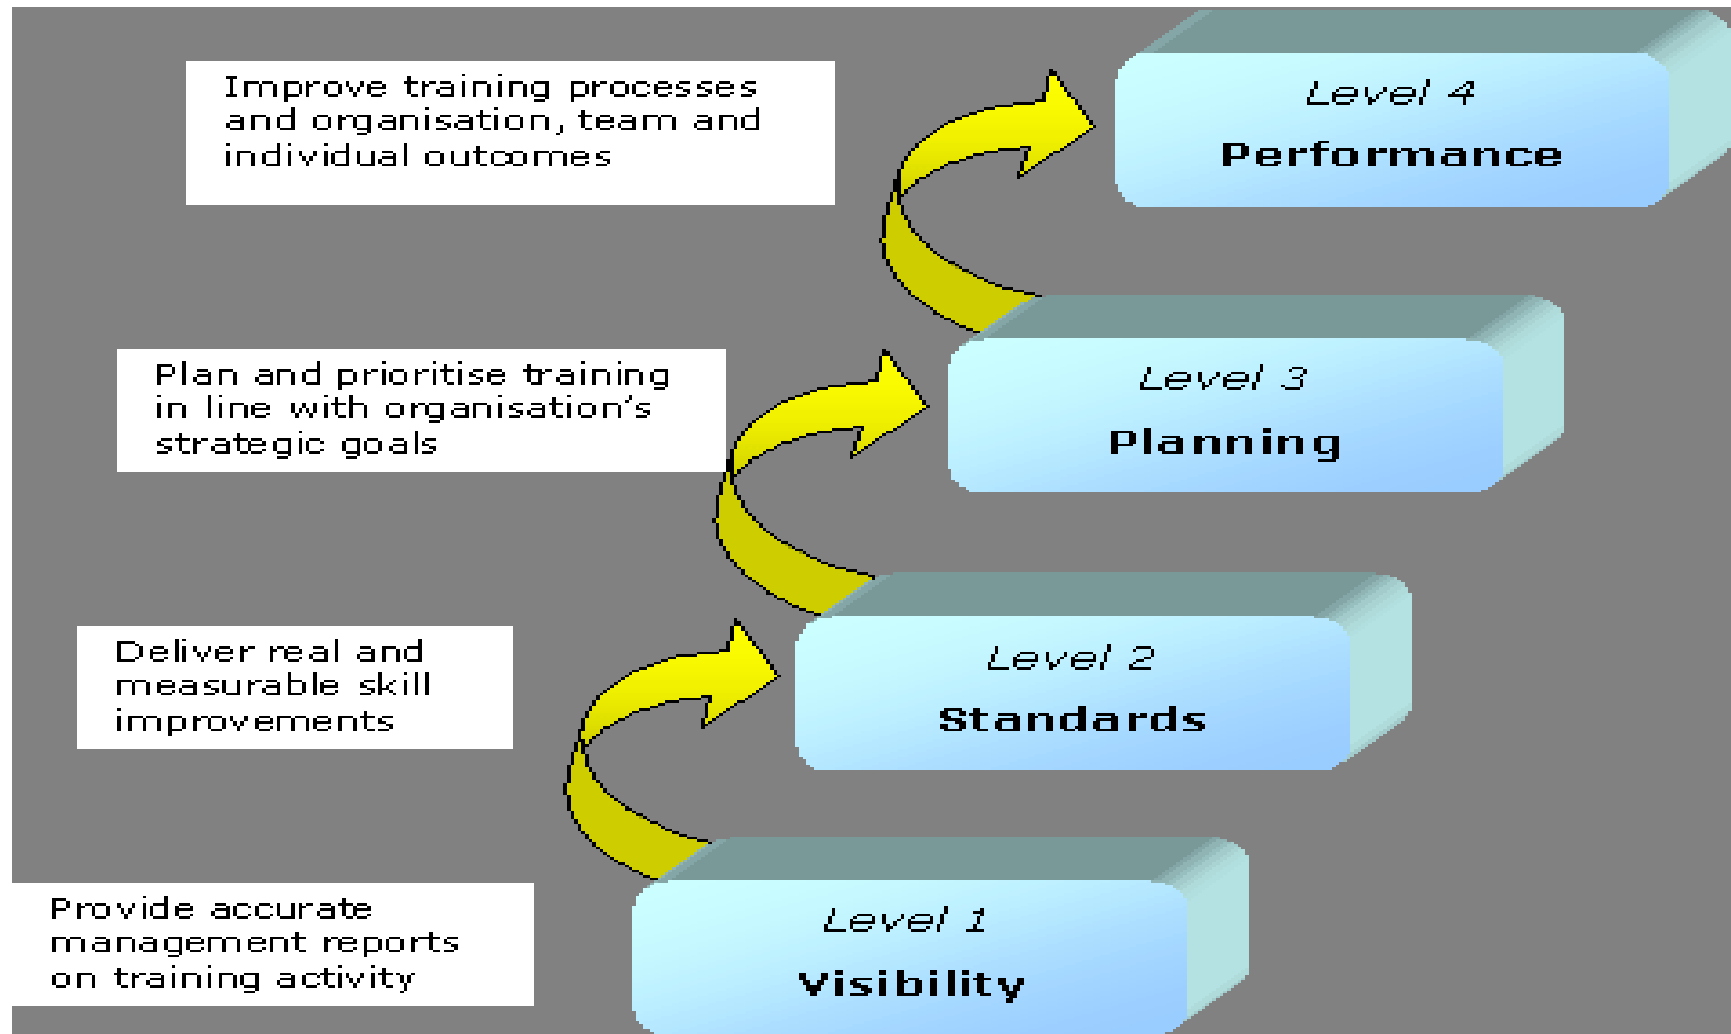 Improve training processes
and organisation, team and
individual outcomes
Level 4
Performance
Plan and prioritise training
in line with organisation's
strategic goals
Level 3
Planning
Deliver real and
measurable skill
improvements
Level 2
Standards
Provide accurate
management reports
on training activity
Level 1
Visibility